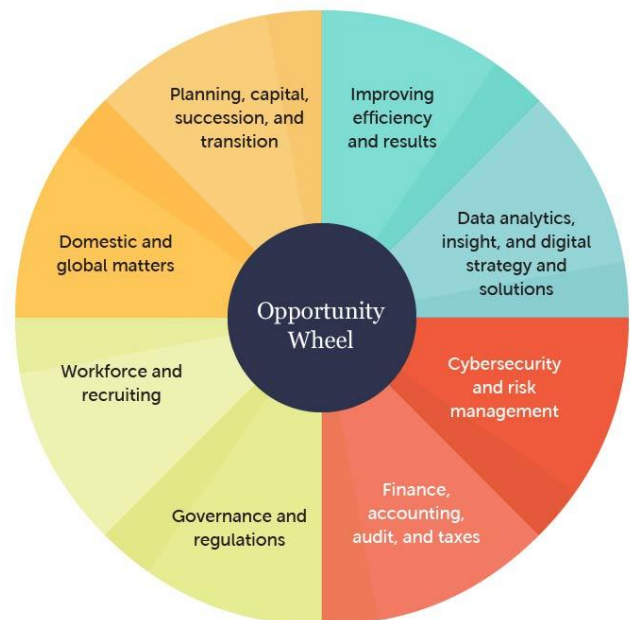 Planning, capital,
succession, and
transition
Improving
efficiency
and results
Data analytics,
insight, and digital
strategy and
solutions
Cybersecurity
and risk
management
Finance,
accounting,
audit, and taxes
Governance and
regulations
Workforce and
recruiting
Domestic and
global matters
Opportunity
Wheel